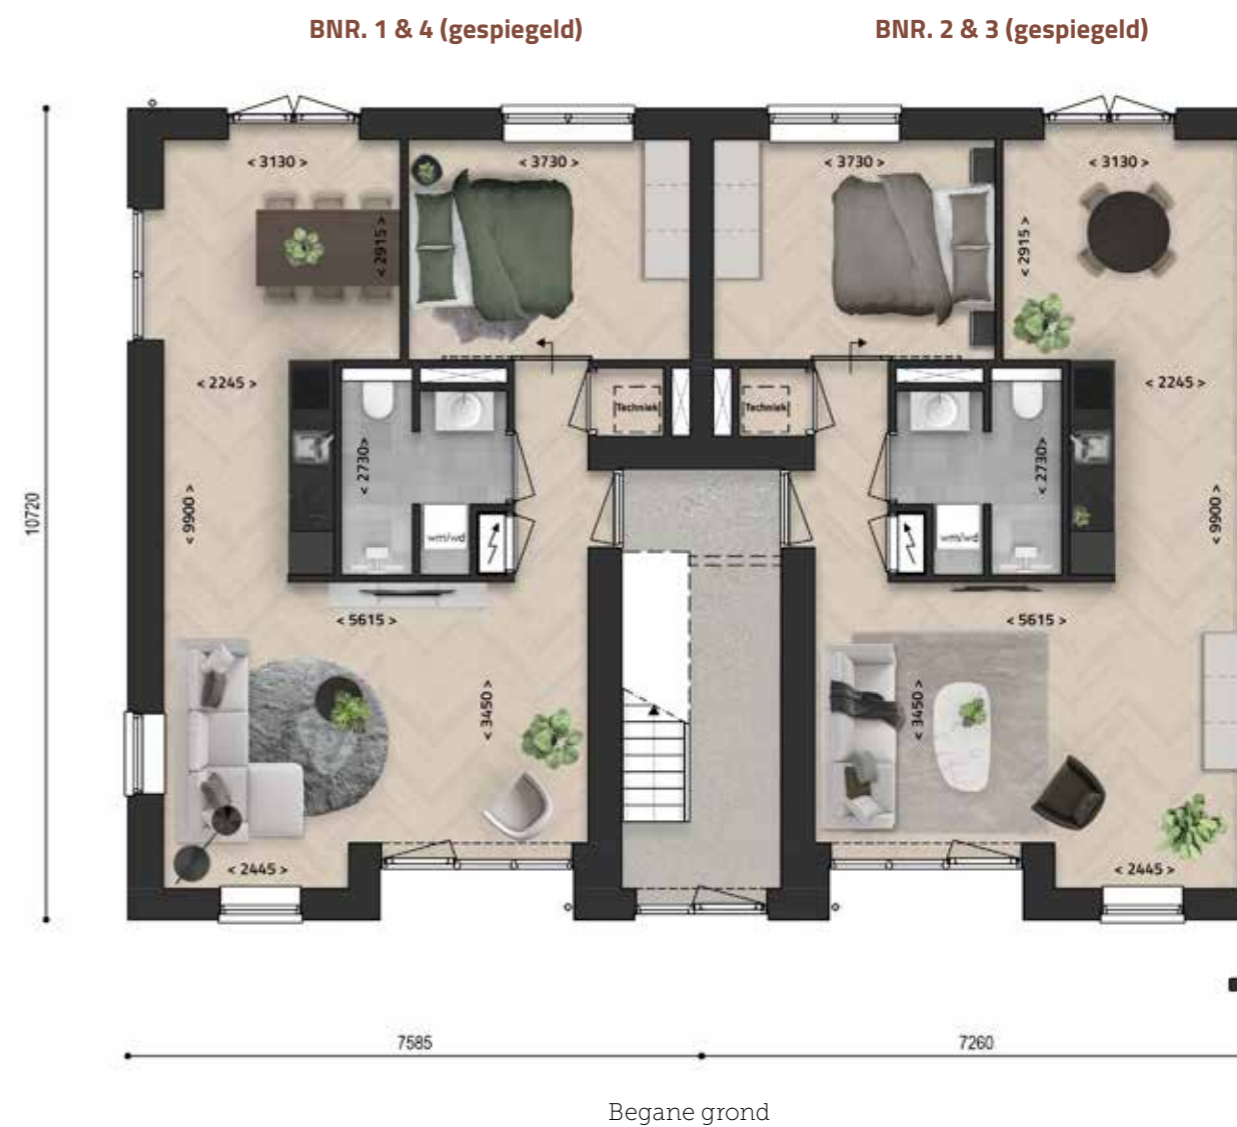 BNR. 1 & 4 (gespiegeld) BNR. 2 & 3 (gespiegeld)
< 3130 > < 3730 > < 3730 > < 3130 >
< 2915 > < 2915 >
< 2245 > < 2245 >
Techniek Techniek
< 2730> < 2730>
10720 < 9900 > < 9900 >
wm/wd wm/wd
< 5615 > < 5615 >
< 3450 > < 3450 >
< 2445 > < 2445 >
7585 7260
Begane grond